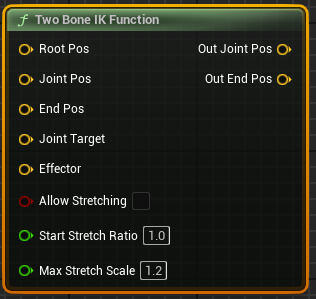 Two Bone IK Function
Root Pos Out Joint Pos
Joint Pos Out End Pos
End Pos
Joint Target
Effector
Allow Stretching
Start Stretch Ratio 1.0
Max Stretch Scale 1.2